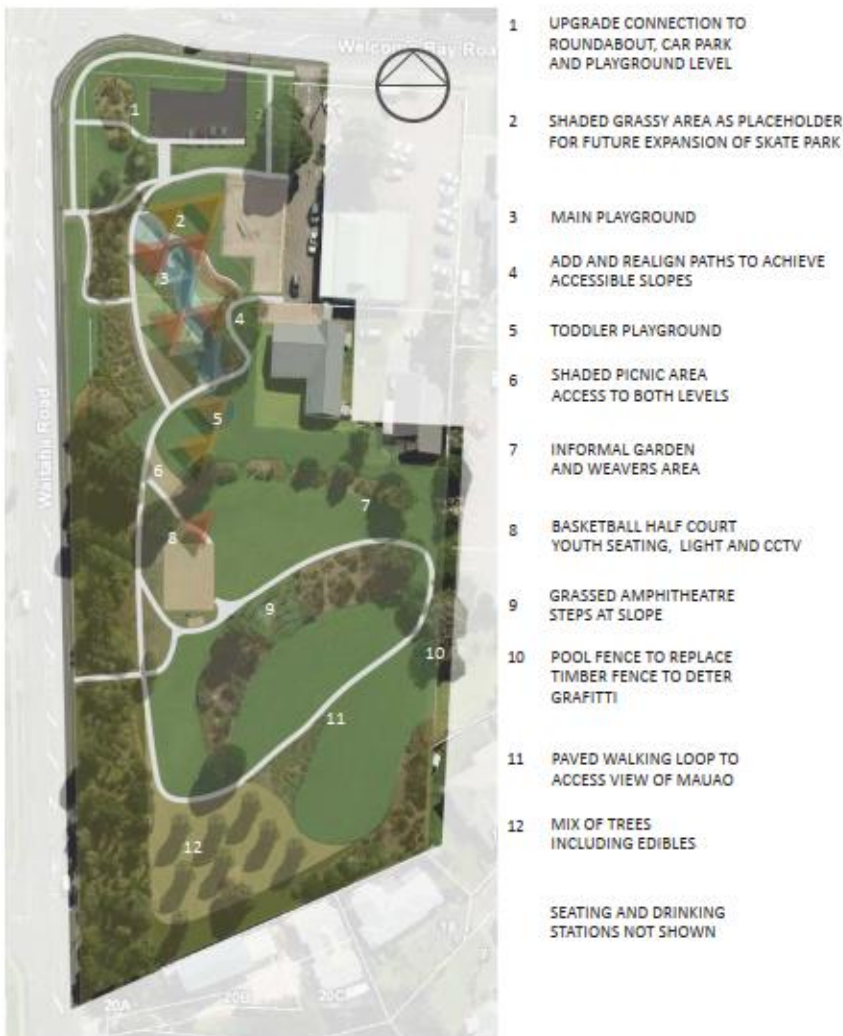 Welcome Bay Roa
Waitaha Road
1
2
3
4
5
6
7
8
9
10
11
12
20A
20B
20C
1 UPGRADE CONNECTION TO
ROUNDABOUT, CAR PARK
AND PLAYGROUND LEVEL
2 SHADED GRASSY AREA AS PLACEHOLDER
FOR FUTURE EXPANSION OF SKATE PARK
3 MAIN PLAYGROUND
4 ADD AND REALIGN PATHS TO ACHIEVE
ACCESSIBLE SLOPES
5 TODDLER PLAYGROUND
6 SHADED PICNIC AREA
ACCESS TO BOTH LEVELS
7 INFORMAL GARDEN
AND WEAVERS AREA
8 BASKETBALL HALF COURT
YOUTH SEATING, LIGHT AND CCTV
9 GRASSED AMPHITHEATRE
STEPS AT SLOPE
10 POOL FENCE TO REPLACE
TIMBER FENCE TO DETER
GRAFITTI
11 PAVED WALKING LOOP TO
ACCESS VIEW OF MAUAO
12 MIX OF TREES
INCLUDING EDIBLES
SEATING AND DRINKING
STATIONS NOT SHOWN